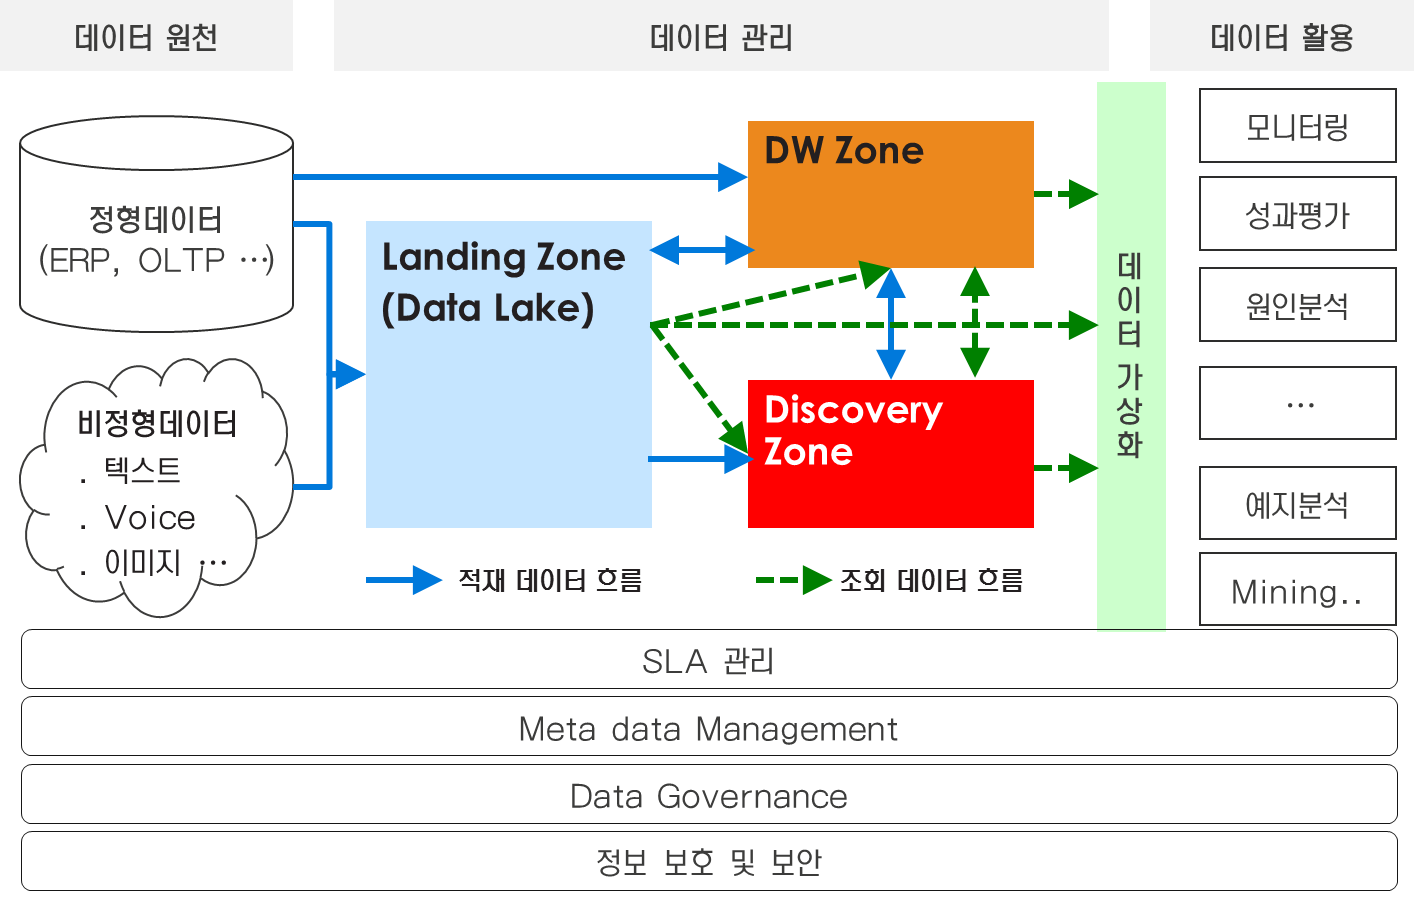 데이터 원천
데이터 관리
데이터 활용
정형데이터
(ERP, OLTP …)
비정형데이터
. 텍스트
. Voice
. 이미지 …
Landing Zone
(Data Lake)
DW Zone
Discovery
Zone
적재 데이터 흐름
조회 데이터 흐름
데이터 가상화
모니터링
성과평가
원인분석
…
예지분석
Mining..
SLA 관리
Meta data Management
Data Governance
정보 보호 및 보안